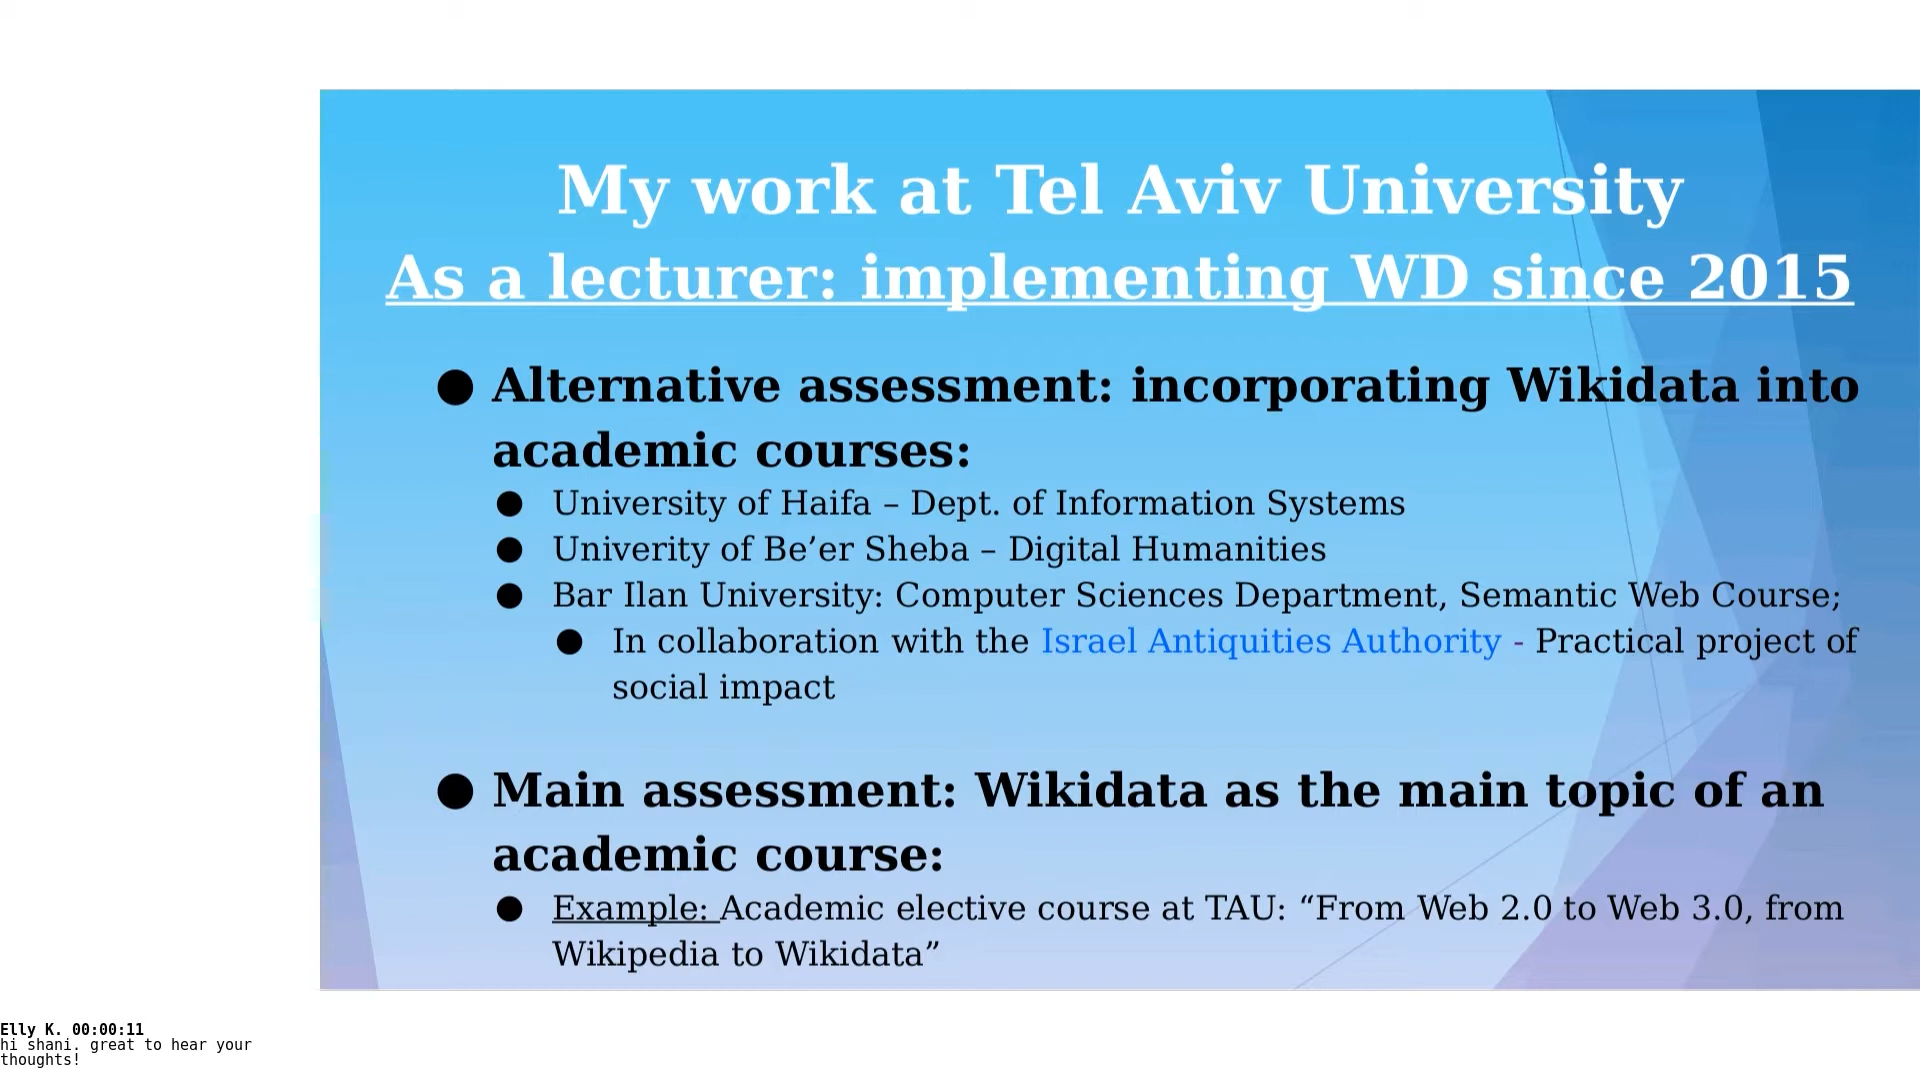 My work at Tel Aviv University
As a lecturer: implementing WD since 2015
● Alternative assessment: incorporating Wikidata into
academic courses:
● University of Haifa – Dept. of Information Systems
● Univerity of Be’er Sheba – Digital Humanities
● Bar Ilan University: Computer Sciences Department, Semantic Web Course;
● In collaboration with the Israel Antiquities Authority - Practical project of
social impact
● Main assessment: Wikidata as the main topic of an
academic course:
● Example: Academic elective course at TAU: “From Web 2.0 to Web 3.0, from
Wikipedia to Wikidata”
Elly K. 00:00:11
hi shani. great to hear your
thoughts!